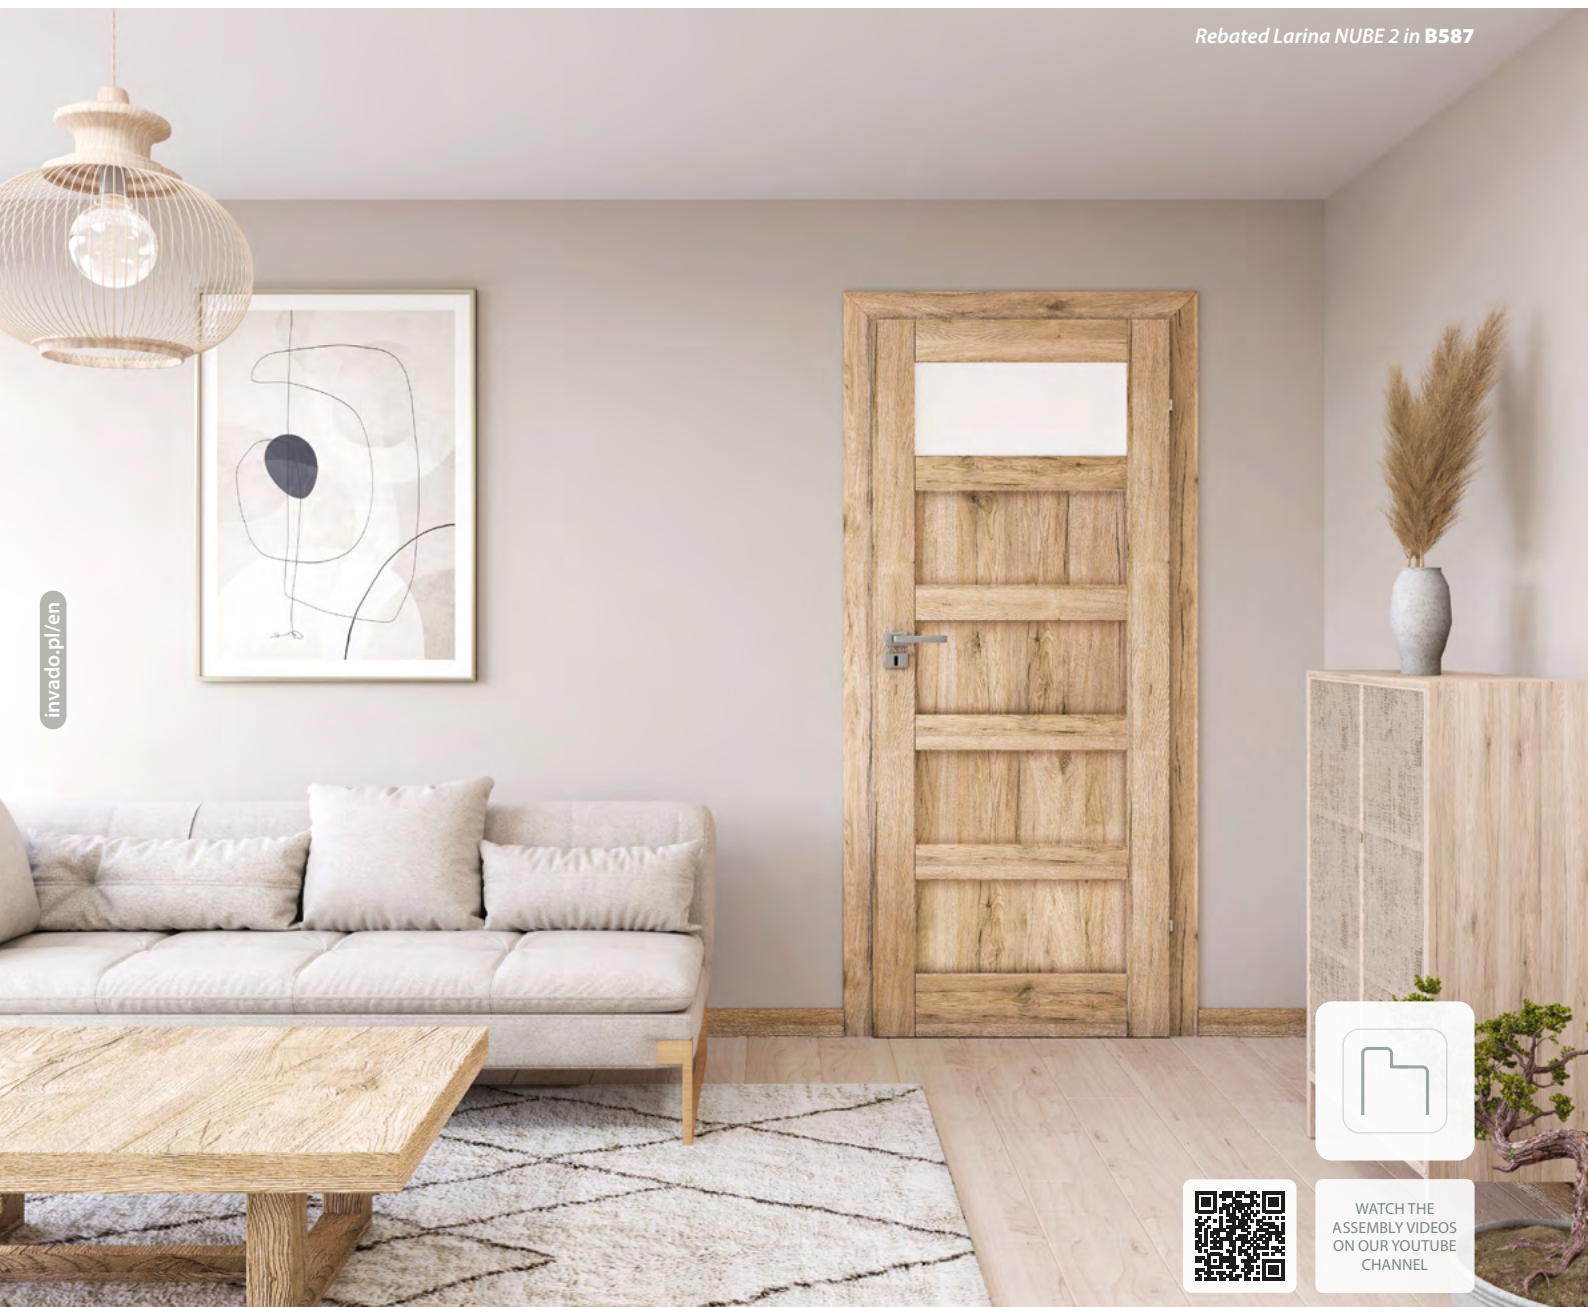 Rebated Larina NUBE 2 in B587
invado.pl/en
WATCH THE
ASSEMBLY VIDEOS
ON OUR YOUTUBE
CHANNEL